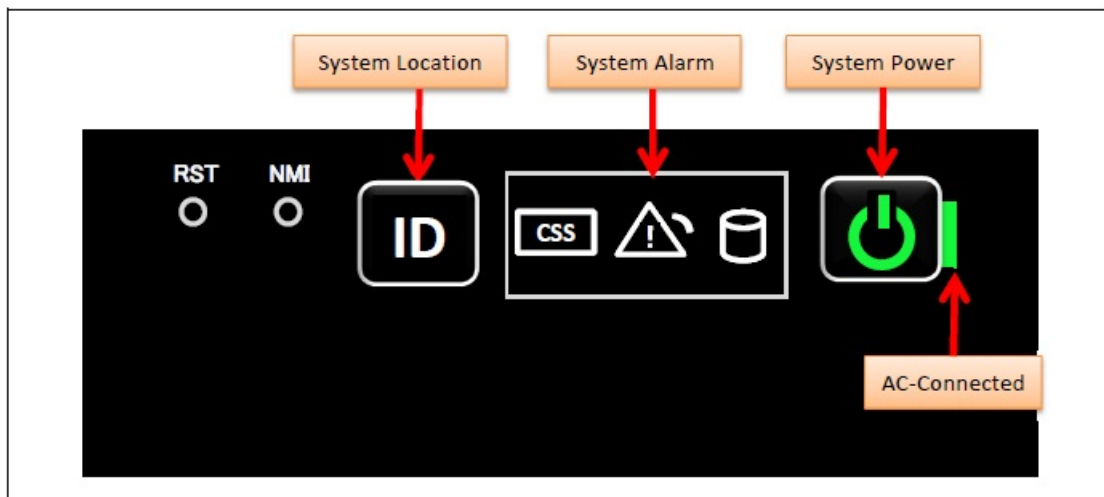 System Location
System Alarm
System Power
RST
NMI
ID
CSS
!
AC-Connected